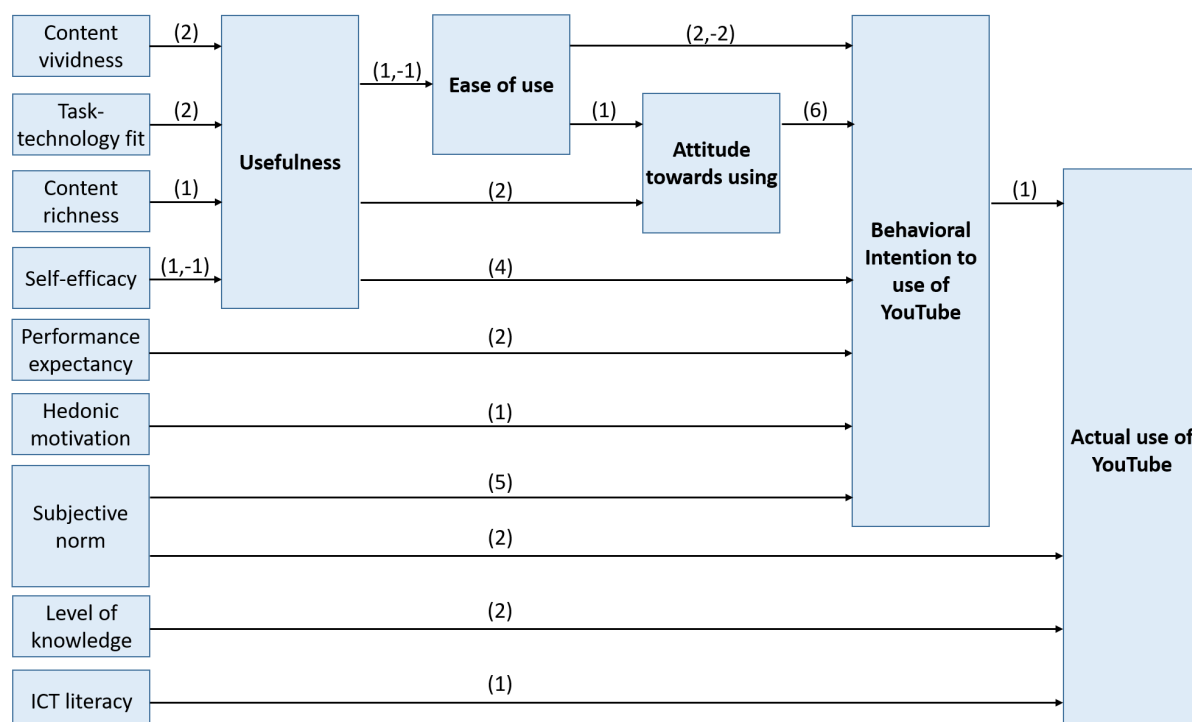 Content
vividness
(2)
Task-
technology fit
(2)
Content
richness
(1)
Self-efficacy
(1,-1)
Usefulness
(1,-1)
Ease of use
(2,-2)
(1)
Attitude
towards using
(6)
(2)
(4)
Performance
expectancy
(2)
Hedonic
motivation
(1)
Subjective
norm
(5)
(2)
Behavioral
Intention to
use of
YouTube
(1)
Level of
knowledge
(2)
ICT literacy
(1)
Actual use of
YouTube